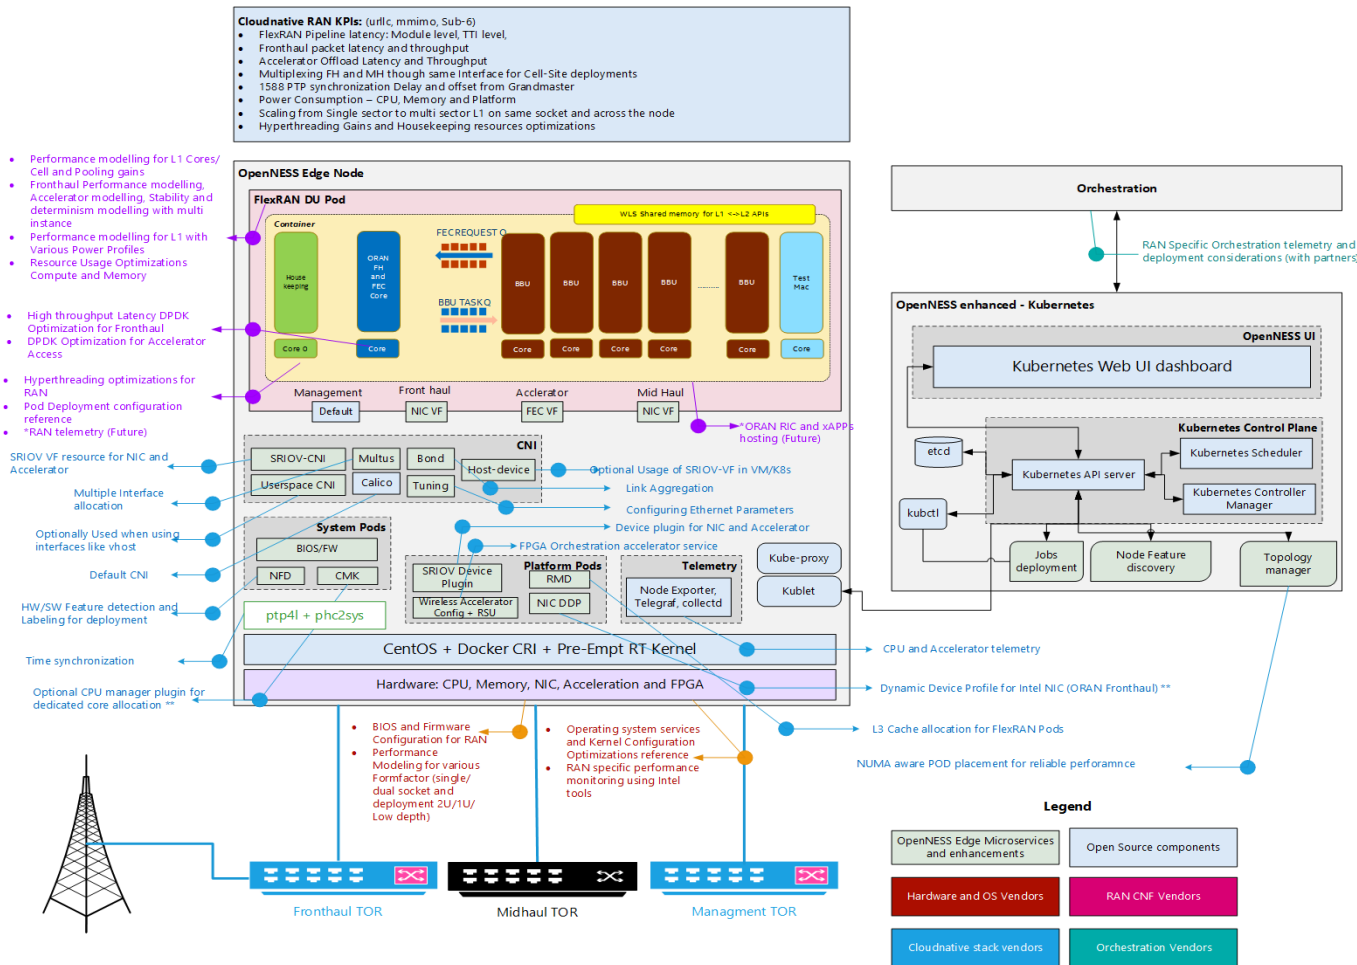 Cloudnative RAN KPIs: (urllc, mmimo, Sub-6)
• FlexRAN Pipeline latency: Module level, TTI level,
• Fronthaul packet latency and throughput
• Accelerator Offload Latency and Throughput
• Multiplexing FH and MH though same Interface for Cell-Site deployments
• 1588 PTP synchronization Delay and offset from Grandmaster
• Power Consumption – CPU, Memory and Platform
• Scaling from Single sector to multi sector L1 on same socket and across the node
• Hyperthreading Gains and Housekeeping resources optimizations
• Performance modelling for L1 Cores/
Cell and Pooling gains
• Fronthaul Performance modelling,
Accelerator modelling, Stability and
determinism modelling with multi
instance
• Performance modelling for L1 with
Various Power Profiles
• Resource Usage Optimizations
Compute and Memory
• High throughput Latency DPDK
Optimization for Fronthaul
• DPDK Optimization for Accelerator
Access
• Hyperthreading optimizations for
RAN
• Pod Deployment configuration
reference
• *RAN telemetry (Future)
SRIOV VF resource for NIC and
Accelerator
Multiple Interface
allocation
Optionally Used when using
interfaces like vhost
Default CNI
HW/SW Feature detection and
Labeling for deployment
Time synchronization
Optional CPU manager plugin for
dedicated core allocation **
OpenNESS Edge Node
FlexRAN DU Pod
WLS Shared memory for L1 <->L2 APIs
Container
FEC REQUEST Q
BBU TASK Q
House
keeping
ORAN
FH
and
FEC
Core
BBU
BBU
BBU
BBU
..........
BBU
Test
Mac
Core 0
Core
Core
Core
Core
Core
Core
Core
Management
Front haul
Acclerator
Mid Haul
Default
NIC VF
FEC VF
NIC VF
*ORAN RIC and xAPPs
hosting (Future)
CNI
SRIOV-CNI
Multus
Bond
Host-device
Userspace CNI
Calico
Tuning
Optional Usage of SRIOV-VF in VM/K8s
Link Aggregation
Configuring Ethernet Parameters
Device plugin for NIC and Accelerator
FPGA Orchestration accelerator service
System Pods
BIOS/FW
NFD
CMK
ptp4l + phc2sys
Platform Pods
SRIOV Device
Plugin
RMD
Wireless Accelerator
Config + RSU
NIC DDP
Telemetry
Node Exporter,
Telegraf, collectd
Kube-proxy
Kublet
CentOS + Docker CRI + Pre-Empt RT Kernel
Hardware: CPU, Memory, NIC, Acceleration and FPGA
• BIOS and Firmware
Configuration for RAN
• Performance
Modeling for various
Formfactor (single/
dual socket and
deployment 2U/1U/
Low depth)
• Operating system services
and Kernel Configuration
Optimizations reference
• RAN specific performance
monitoring using Intel
tools
Fronthaul TOR
Midhaul TOR
Managment TOR
Orchestration
RAN Specific Orchestration telemetry and
deployment considerations (with partners)
OpenNESS enhanced - Kubernetes
OpenNESS UI
Kubernetes Web UI dashboard
Kubernetes Control Plane
etcd
Kubernetes API server
Kubernetes Scheduler
Kubernetes Controller
Manager
kubctl
Jobs
deployment
Node Feature
discovery
Topology
manager
CPU and Accelerator telemetry
Dynamic Device Profile for Intel NIC (ORAN Fronthaul) **
L3 Cache allocation for FlexRAN Pods
NUMA aware POD placement for reliable perforamnce
Legend
OpenNESS Edge Microservices
and enhancements
Open Source components
Hardware and OS Vendors
RAN CNF Vendors
Cloudnative stack vendors
Orchestration Vendors